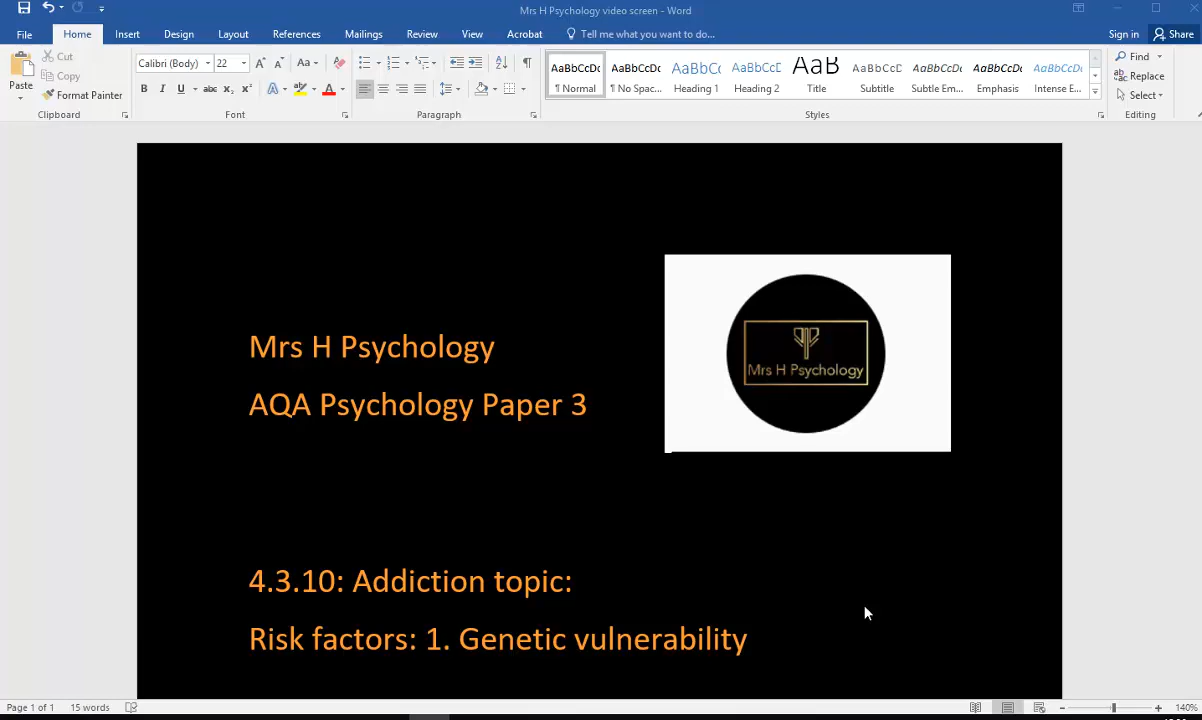 Mrs H Psychology video screen - Word
File Home Insert Design Layout References Mailings Review View Acrobat Tell me what you want to do... Sign in Share
Paste
Cut
Copy
Format Painter
Clipboard
Calibri (Body) 22
Font
Paragraph
AaBbCcDc AaBbCcDc AaBbCc AaBbCcD AaB AaBbCcD AaBbCcDc AaBbCcDc AaBbCcDc
¶ Normal ¶ No Spac... Heading 1 Heading 2 Title Subtitle Subtle Em... Emphasis Intense E...
Styles
Find
Replace
Select
Editing
Mrs H Psychology
AQA Psychology Paper 3
Mrs H Psychology
4.3.10: Addiction topic:
Risk factors: 1. Genetic vulnerability
Page 1 of 1 15 words 140%